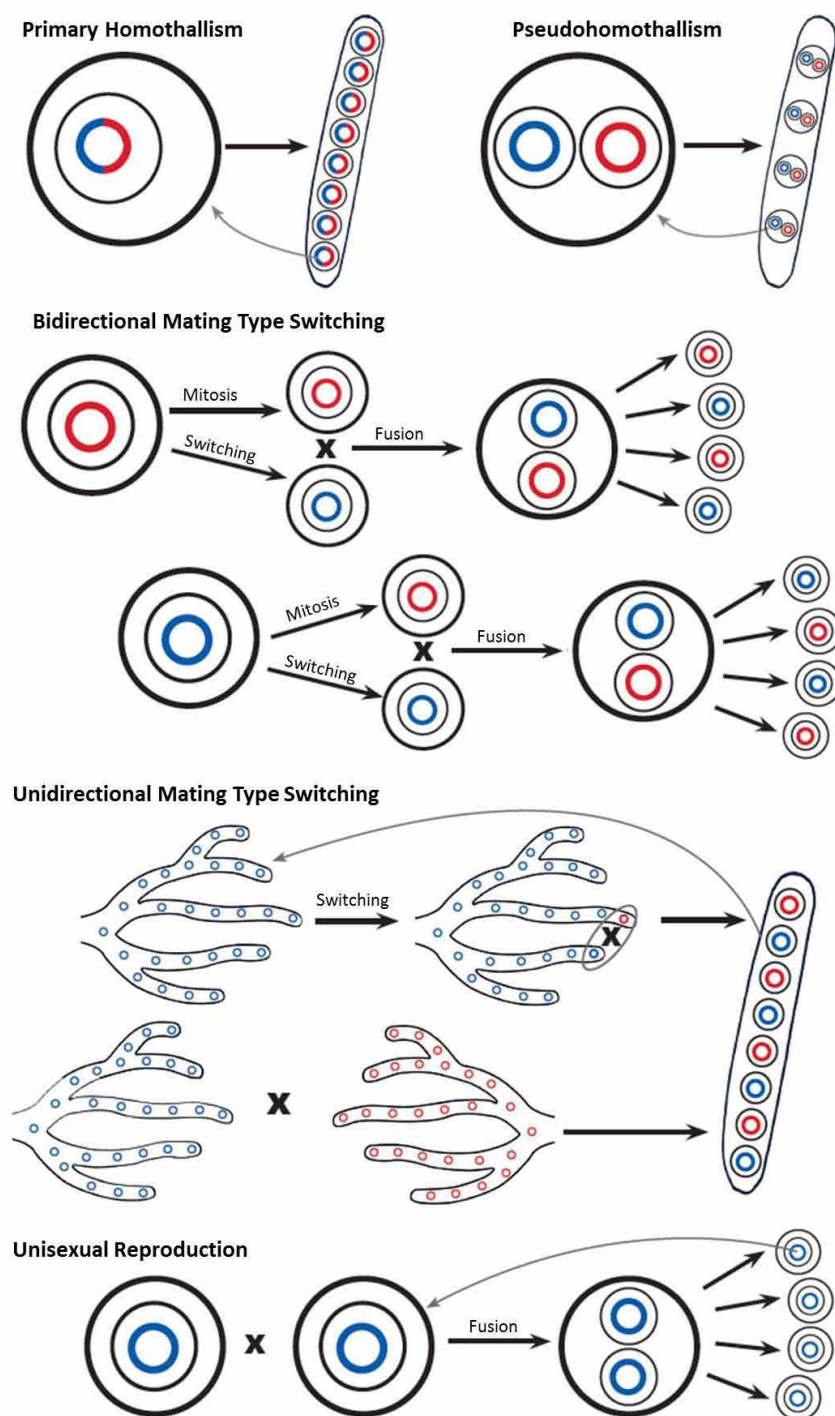 Primary Homothallism
Pseudohomothallism
Bidirectional Mating Type Switching
Mitosis
Switching
X
Fusion
Mitosis
Switching
X
Fusion
Unidirectional Mating Type Switching
Switching
X
X
Unisexual Reproduction
X
Fusion